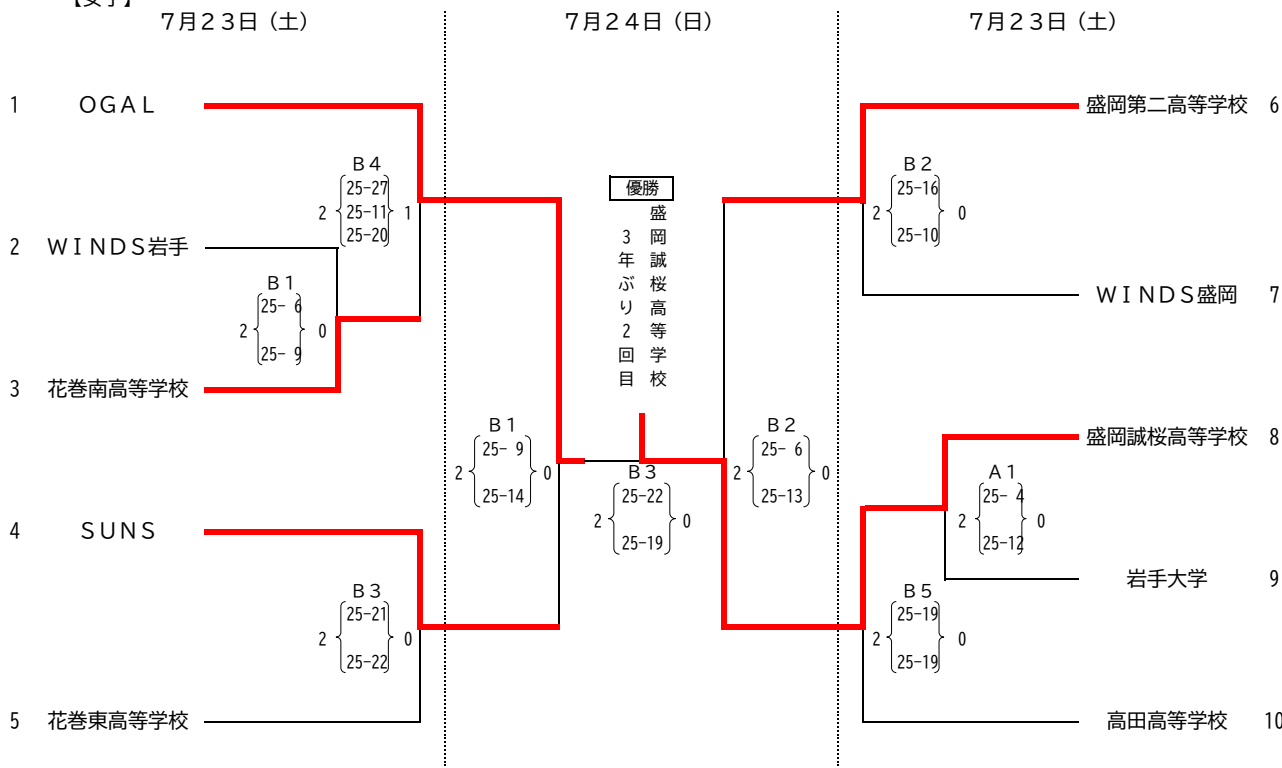 【女子】
７月２３日（土）
７月２４日（日）
７月２３日（土）
1 ＯＧＡＬ
盛岡第二高等学校 6
Ｂ４
25-27
2 25-11 1
25-20
優勝
盛岡誠桜高等学校
３年ぶり２回目
Ｂ２
25-16
2 0
25-10
2 ＷＩＮＤＳ岩手
Ｂ１
25- 6
2 0
25- 9
ＷＩＮＤＳ盛岡 7
3 花巻南高等学校
Ｂ１
25- 9
2 0
25-14
Ｂ３
25-22
2 0
25-19
Ｂ２
25- 6
2 0
25-13
盛岡誠桜高等学校 8
Ａ１
25- 4
2 0
25-12
4 ＳＵＮＳ
岩手大学 9
Ｂ３
25-21
2 0
25-22
Ｂ５
25-19
2 0
25-19
5 花巻東高等学校
高田高等学校 10